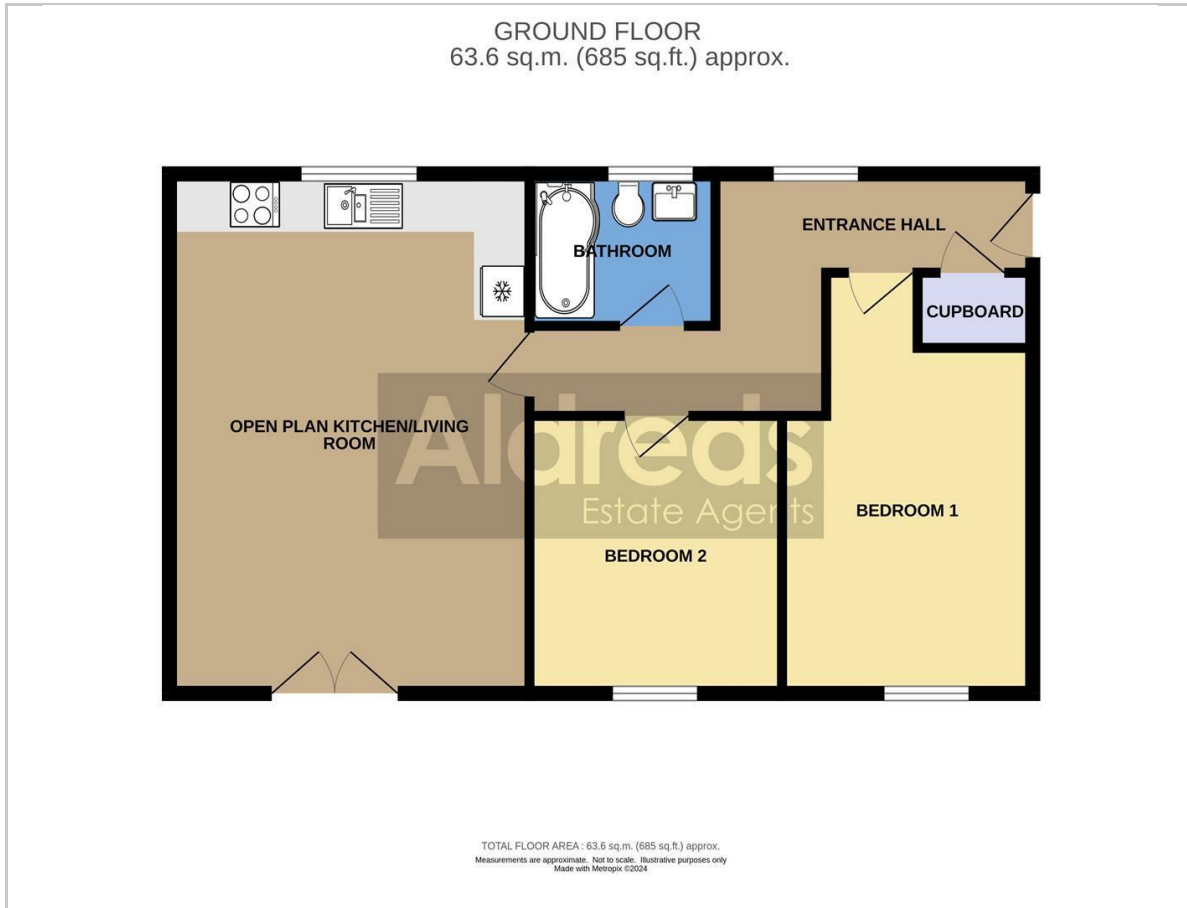 GROUND FLOOR
63.6 sq.m. (685 sq.ft.) approx.
ENTRANCE HALL
BATHROOM
CUPBOARD
OPEN PLAN KITCHEN/LIVING
ROOM
Aldreds
Estate Agents
BEDROOM 1
BEDROOM 2
TOTAL FLOOR AREA : 63.6 sq.m. (685 sq.ft.) approx.
Measurements are approximate. Not to scale. Illustrative purposes only
Made with Metropix ©2024